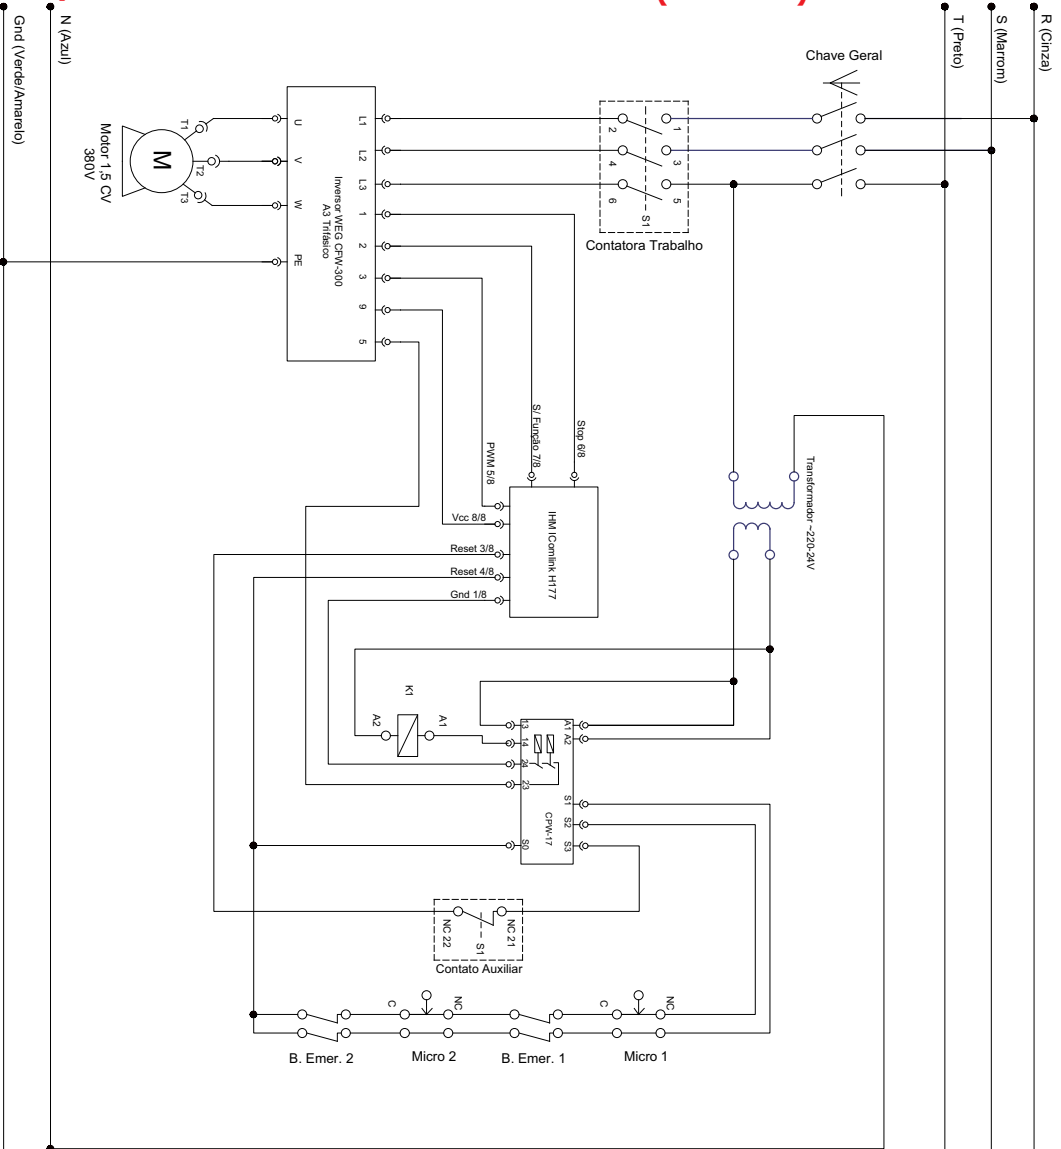 Gnd (Verde/Amarelo)
N (Azul)
T (Preto)
S (Marrom)
R (Cinza)
Chave Geral
Motor 1,5 CV
380V
M
T1
T2
T3
U
V
W
PE
Inversor WEG CFW-300
A3 Trifásico
L1
L2
L3
1
2
3
9
5
2
4
6
1
3
5
S1
Contatora Trabalho
Transformador ~220-24V
Stop 6/8
S/ Função 7/8
PWM 5/8
Vcc 8/8
Reset 3/8
Reset 4/8
Gnd 1/8
IHM IComlink H177
K1
A2
A1
13
14
24
23
S0
A1
A2
S1
S2
S3
CPW-17
NC 22
NC 21
S1
Contato Auxiliar
C
NC
C
NC
B. Emer. 2
Micro 2
B. Emer. 1
Micro 1